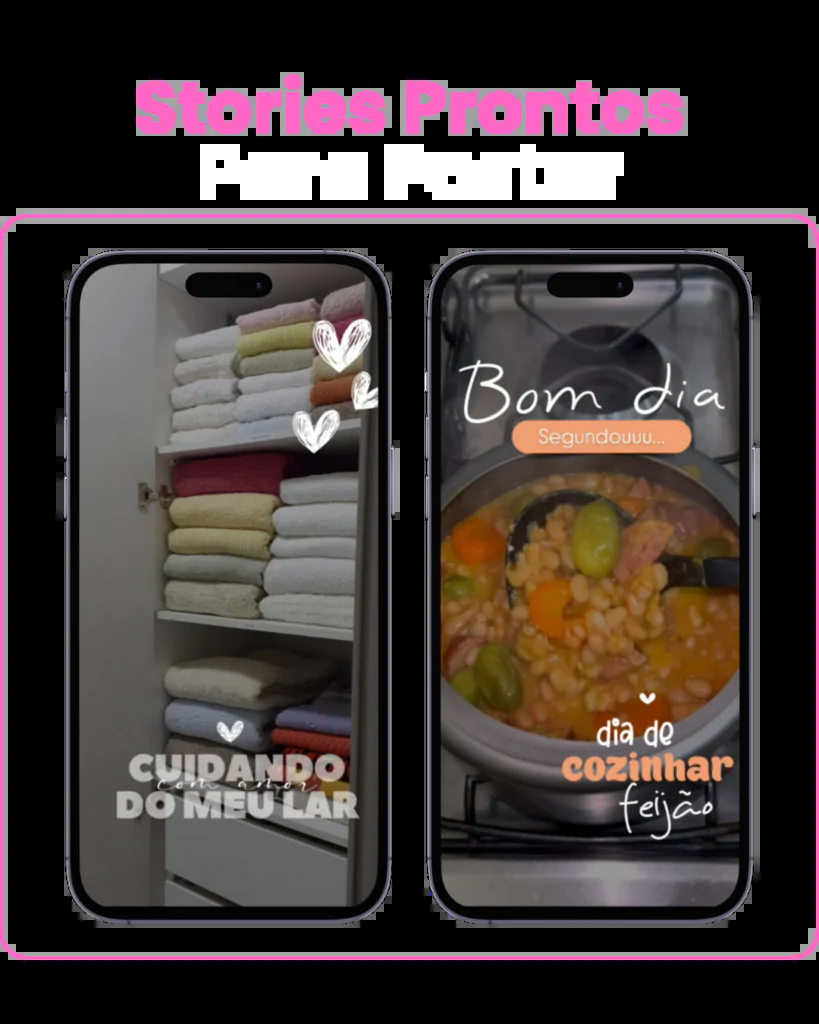 Stories Prontos
Para Postar
CUIDANDO
com amor
DO MEU LAR
Bom dia
Segundouuu...
dia de
cozinhar
feijão